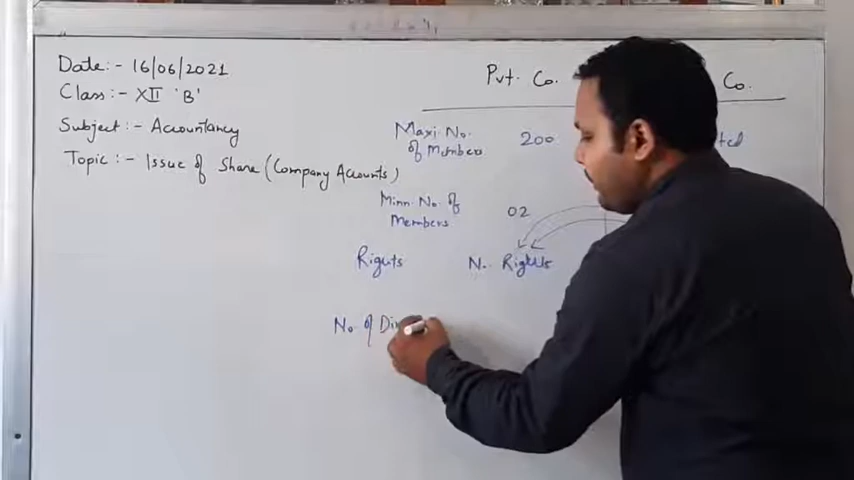 Date:- 16/06/2021
Class:- XII 'B'
Subject:- Accountancy
Topic:- Issue of Share (Company Accounts)
Pvt. Co. Co.
Maxi. No. of Members 200
Minn. No. of Members 02
Rights N. Rights
No. of